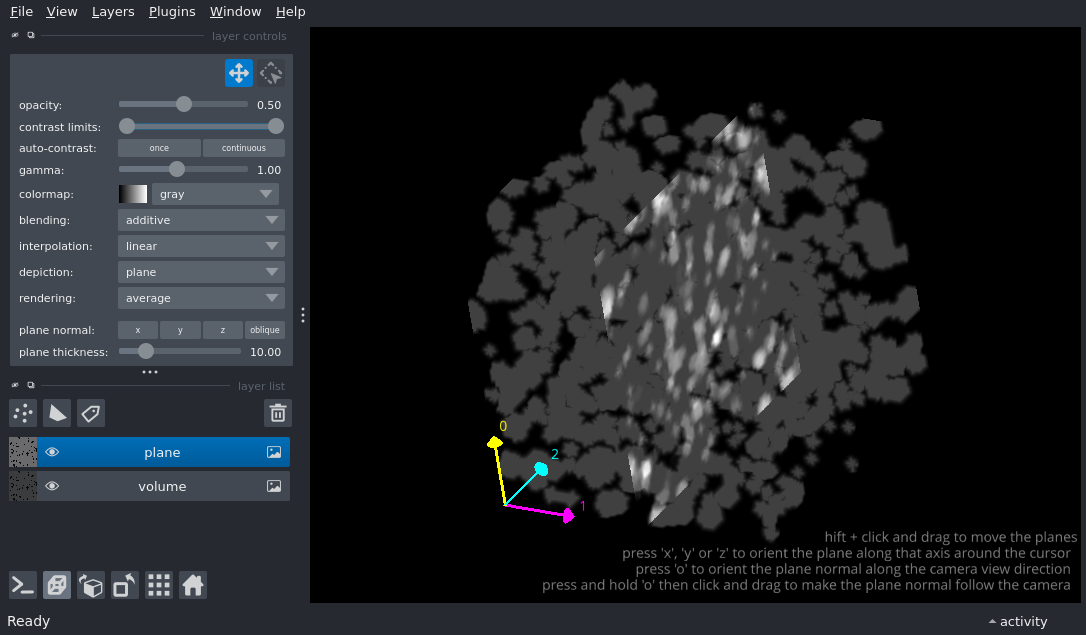 File View Layers Plugins Window Help
layer controls
opacity: 0.50
contrast limits:
auto-contrast: once continuous
gamma: 1.00
colormap: gray
blending: additive
interpolation: linear
depiction: plane
rendering: average
plane normal: x y z oblique
plane thickness: 10.00
layer list
plane
volume
0
2
1
hift + click and drag to move the planes
press 'x', 'y' or 'z' to orient the plane along that axis around the cursor
press 'o' to orient the plane normal along the camera view direction
press and hold 'o' then click and drag to make the plane normal follow the camera
Ready
activity